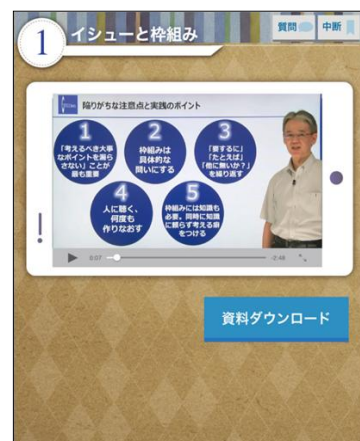 1
イシューと枠組み
質問
中断
陥りがちな注意点と実践のポイント
1
「考えるべき大事
なポイントを漏ら
さない」ことが
最も重要
2
枠組みは
具体的な
問いにする
3
「要するに」
「たとえば」
「他に無いか?」
を繰り返す
4
人に聴く、
何度も
作りなおす
5
枠組みには知識も
必要。同時に知識
に頼らず考える癖
をつける
0:07
-2:48
資料ダウンロード